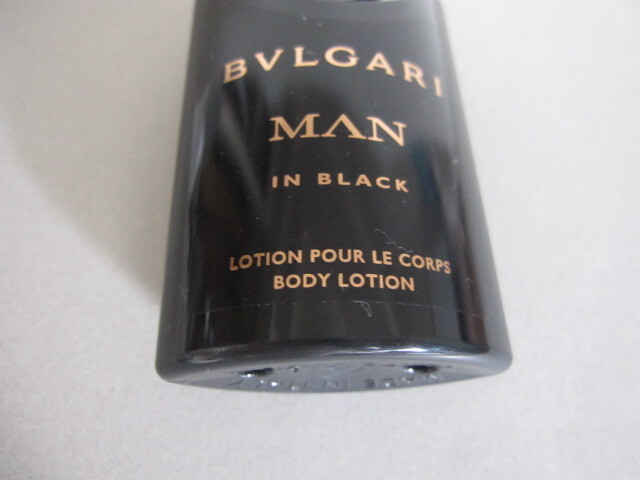 BVLGARI
MAN
IN BLACK
LOTION POUR LE CORPS
BODY LOTION